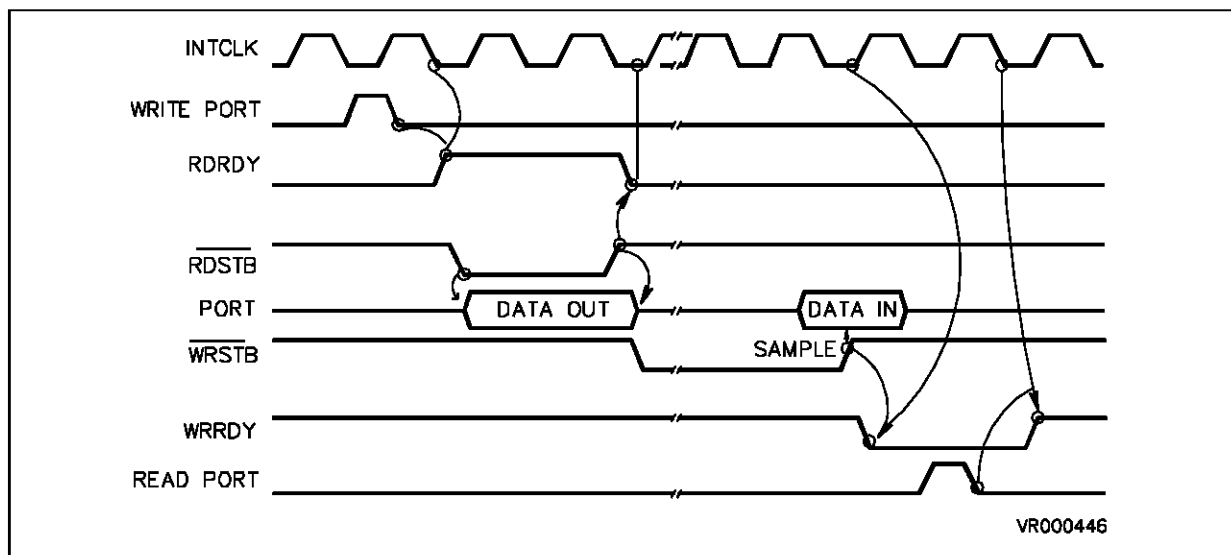 INTCLK
WRITE PORT
RDRDY
RDSTB
PORT DATA OUT DATA IN
WRSTB SAMPLE
WRRDY
READ PORT
VR000446